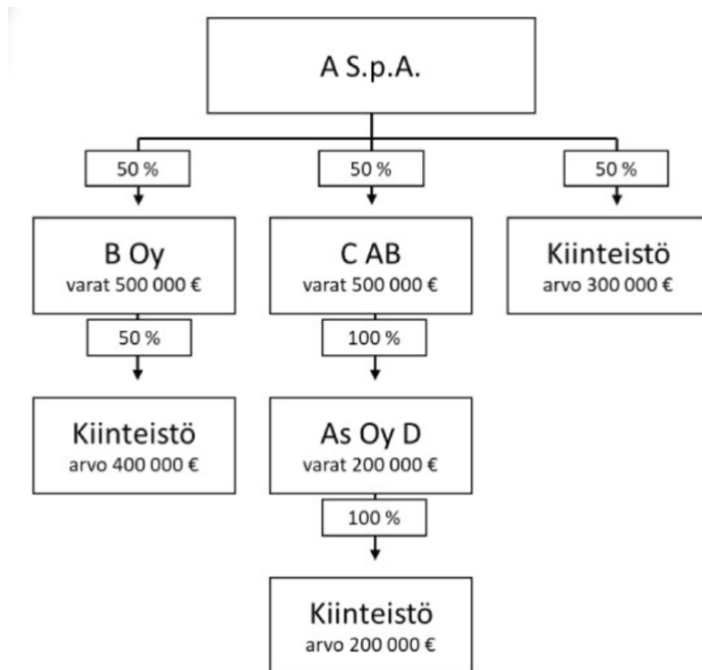 A S.p.A.
50 %
50 %
50 %
B Oy
varat 500 000 €
C AB
varat 500 000 €
Kiinteistö
arvo 300 000 €
50 %
100 %
Kiinteistö
arvo 400 000 €
As Oy D
varat 200 000 €
100 %
Kiinteistö
arvo 200 000 €